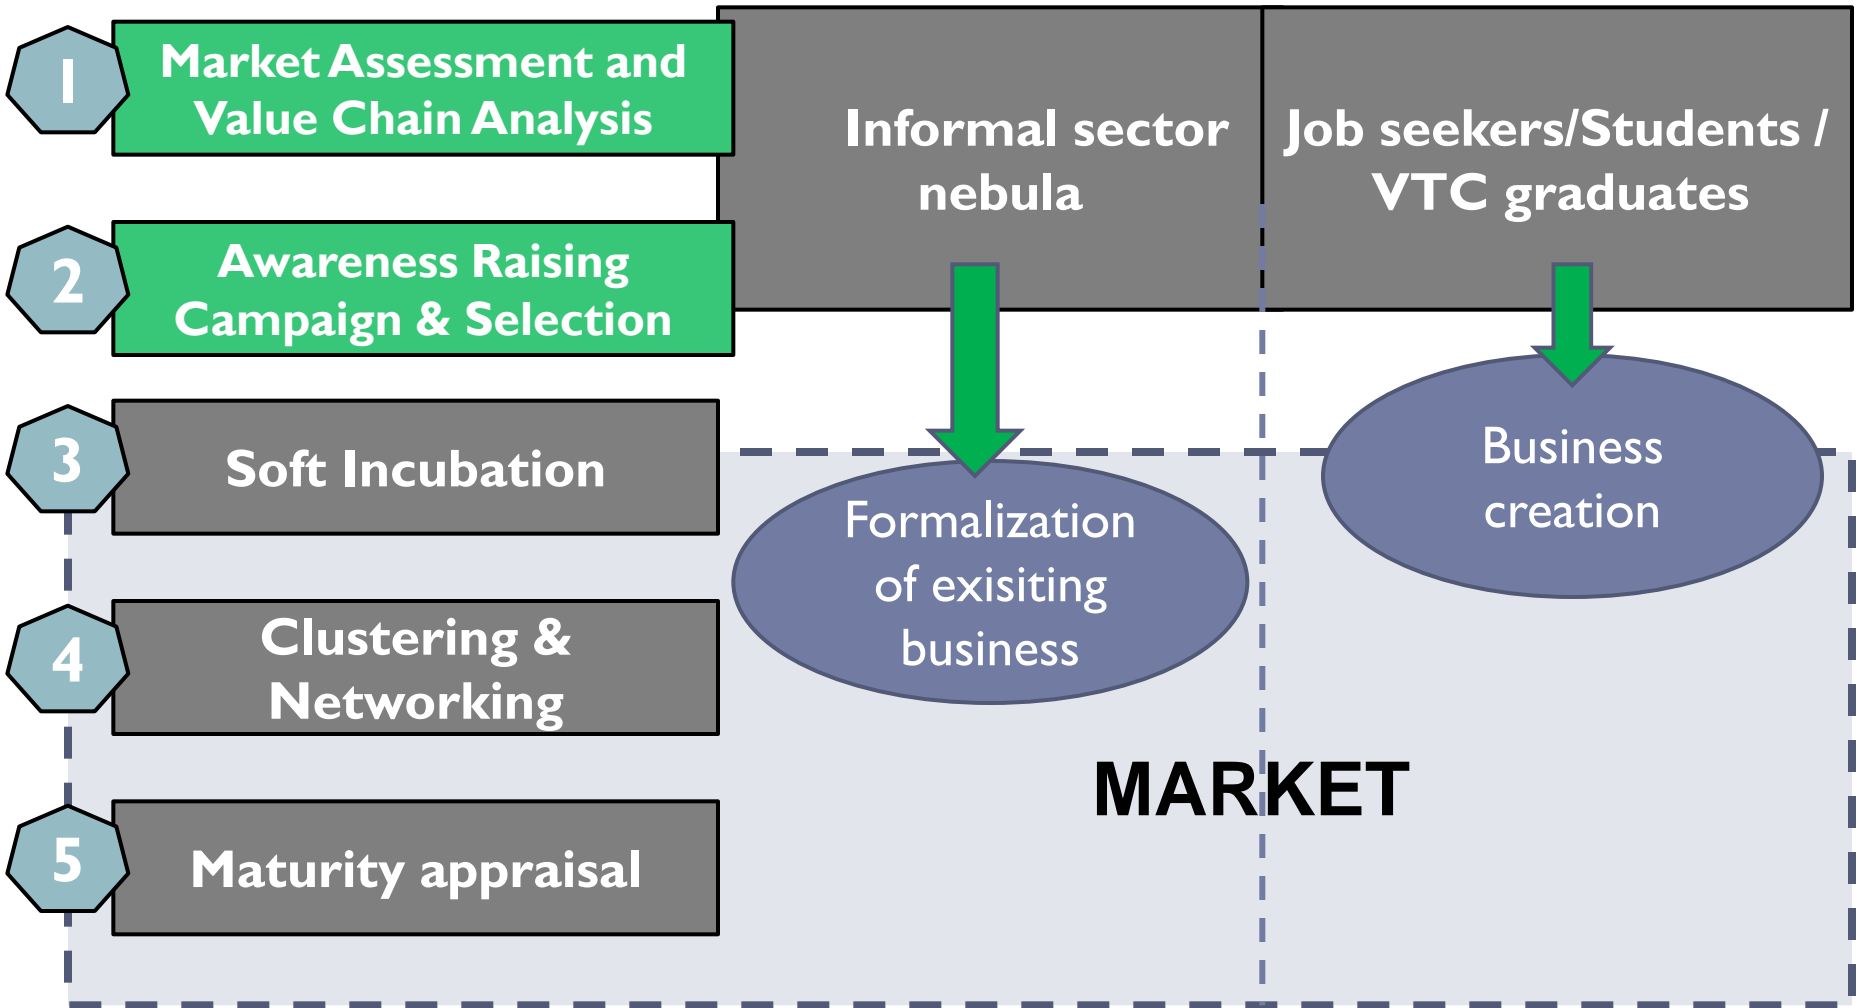 1
Market Assessment and
Value Chain Analysis
Informal sector
nebula
Job seekers/Students /
VTC graduates
2
Awareness Raising
Campaign & Selection
3
Soft Incubation
Business
creation
Formalization
of exisiting
business
4
Clustering &
Networking
MARKET
5
Maturity appraisal